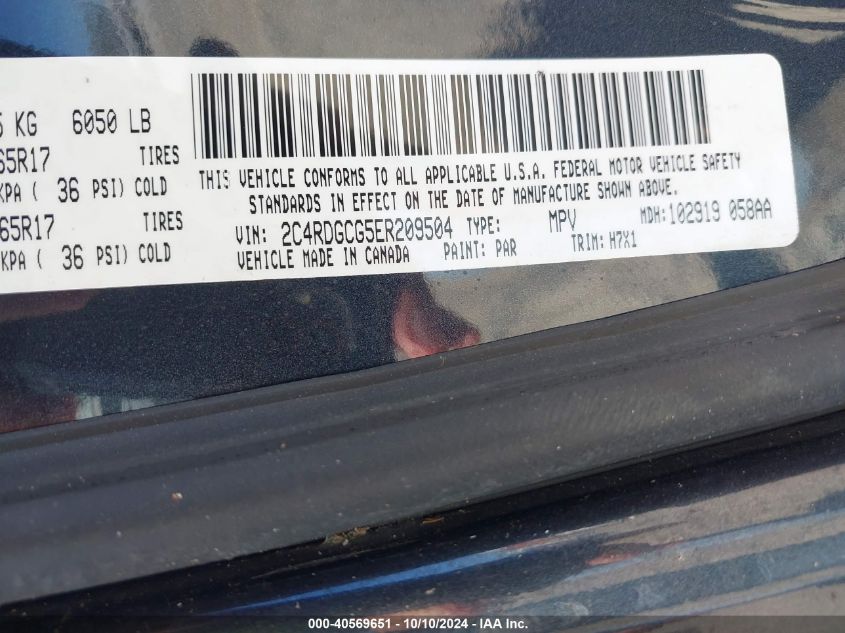 5 KG 6050 LB
65R17 TIRES
KPA ( 36 PSI) COLD
65R17 TIRES
KPA ( 36 PSI) COLD
THIS VEHICLE CONFORMS TO ALL APPLICABLE U.S.A. FEDERAL MOTOR VEHICLE SAFETY
STANDARDS IN EFFECT ON THE DATE OF MANUFACTURE SHOWN ABOVE.
VIN: 2C4RDGCG5ER209504 TYPE: MPV MDH:102919 058AA
VEHICLE MADE IN CANADA PAINT: PAR TRIM: H7X1
000-40569651 - 10/10/2024 - IAA Inc.